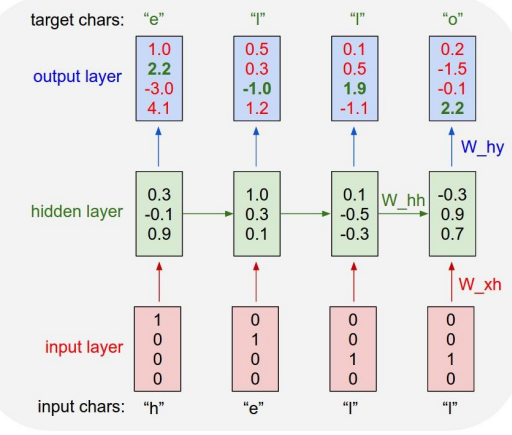 target chars: “e” “l” “l” “o”
output layer
1.0 0.5 0.1 0.2
2.2 0.3 0.5 -1.5
-3.0 -1.0 1.9 -0.1
4.1 1.2 -1.1 2.2
W_hy
hidden layer
0.3 1.0 0.1 -0.3
-0.1 0.3 -0.5 0.9
0.9 0.1 -0.3 0.7
W_hh
W_xh
input layer
1 0 0 0
0 1 0 0
0 0 1 1
0 0 0 0
input chars: “h” “e” “l” “l”